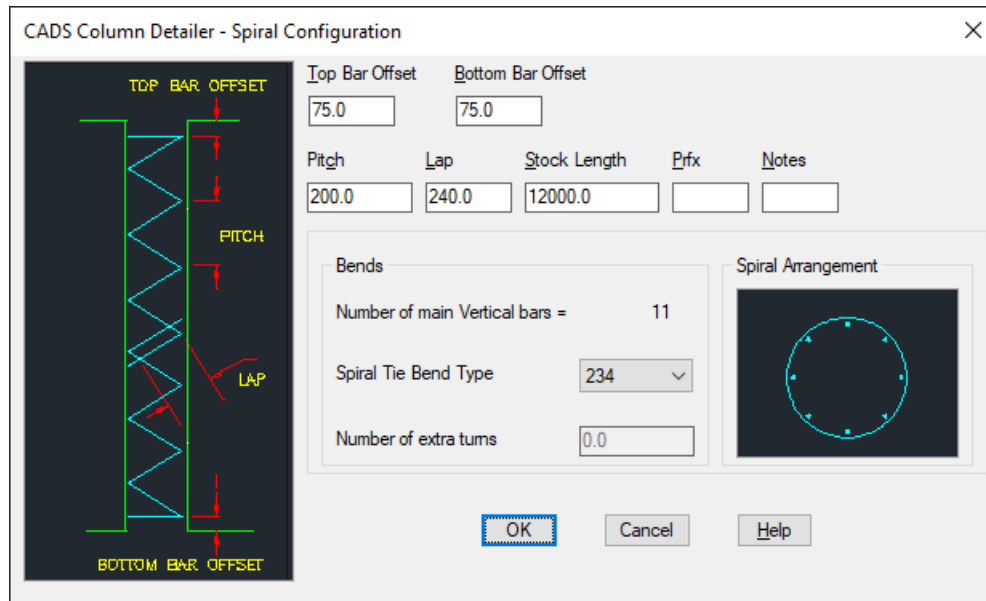 CADS Column Detailer - Spiral Configuration
TOP BAR OFFSET
PITCH
LAP
BOTTOM BAR OFFSET
Top Bar Offset Bottom Bar Offset
75.0 75.0
Pitch Lap Stock Length Prfx Notes
200.0 240.0 12000.0
Bends
Number of main Vertical bars = 11
Spiral Tie Bend Type 234
Number of extra turns 0.0
Spiral Arrangement
OK Cancel Help